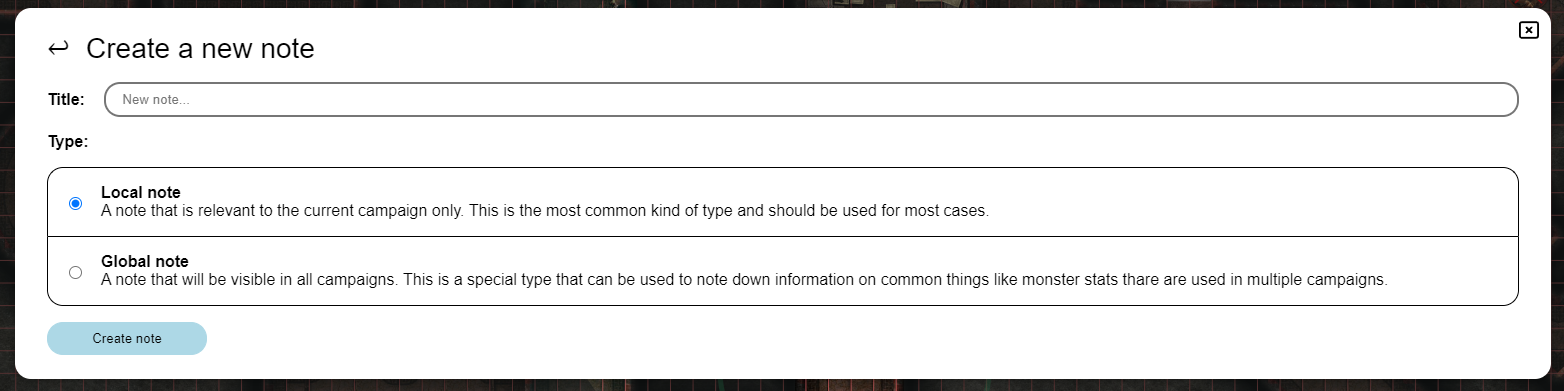 Create a new note
Title:
New note...
Type:
Local note
A note that is relevant to the current campaign only. This is the most common kind of type and should be used for most cases.
Global note
A note that will be visible in all campaigns. This is a special type that can be used to note down information on common things like monster stats thare are used in multiple campaigns.
Create note